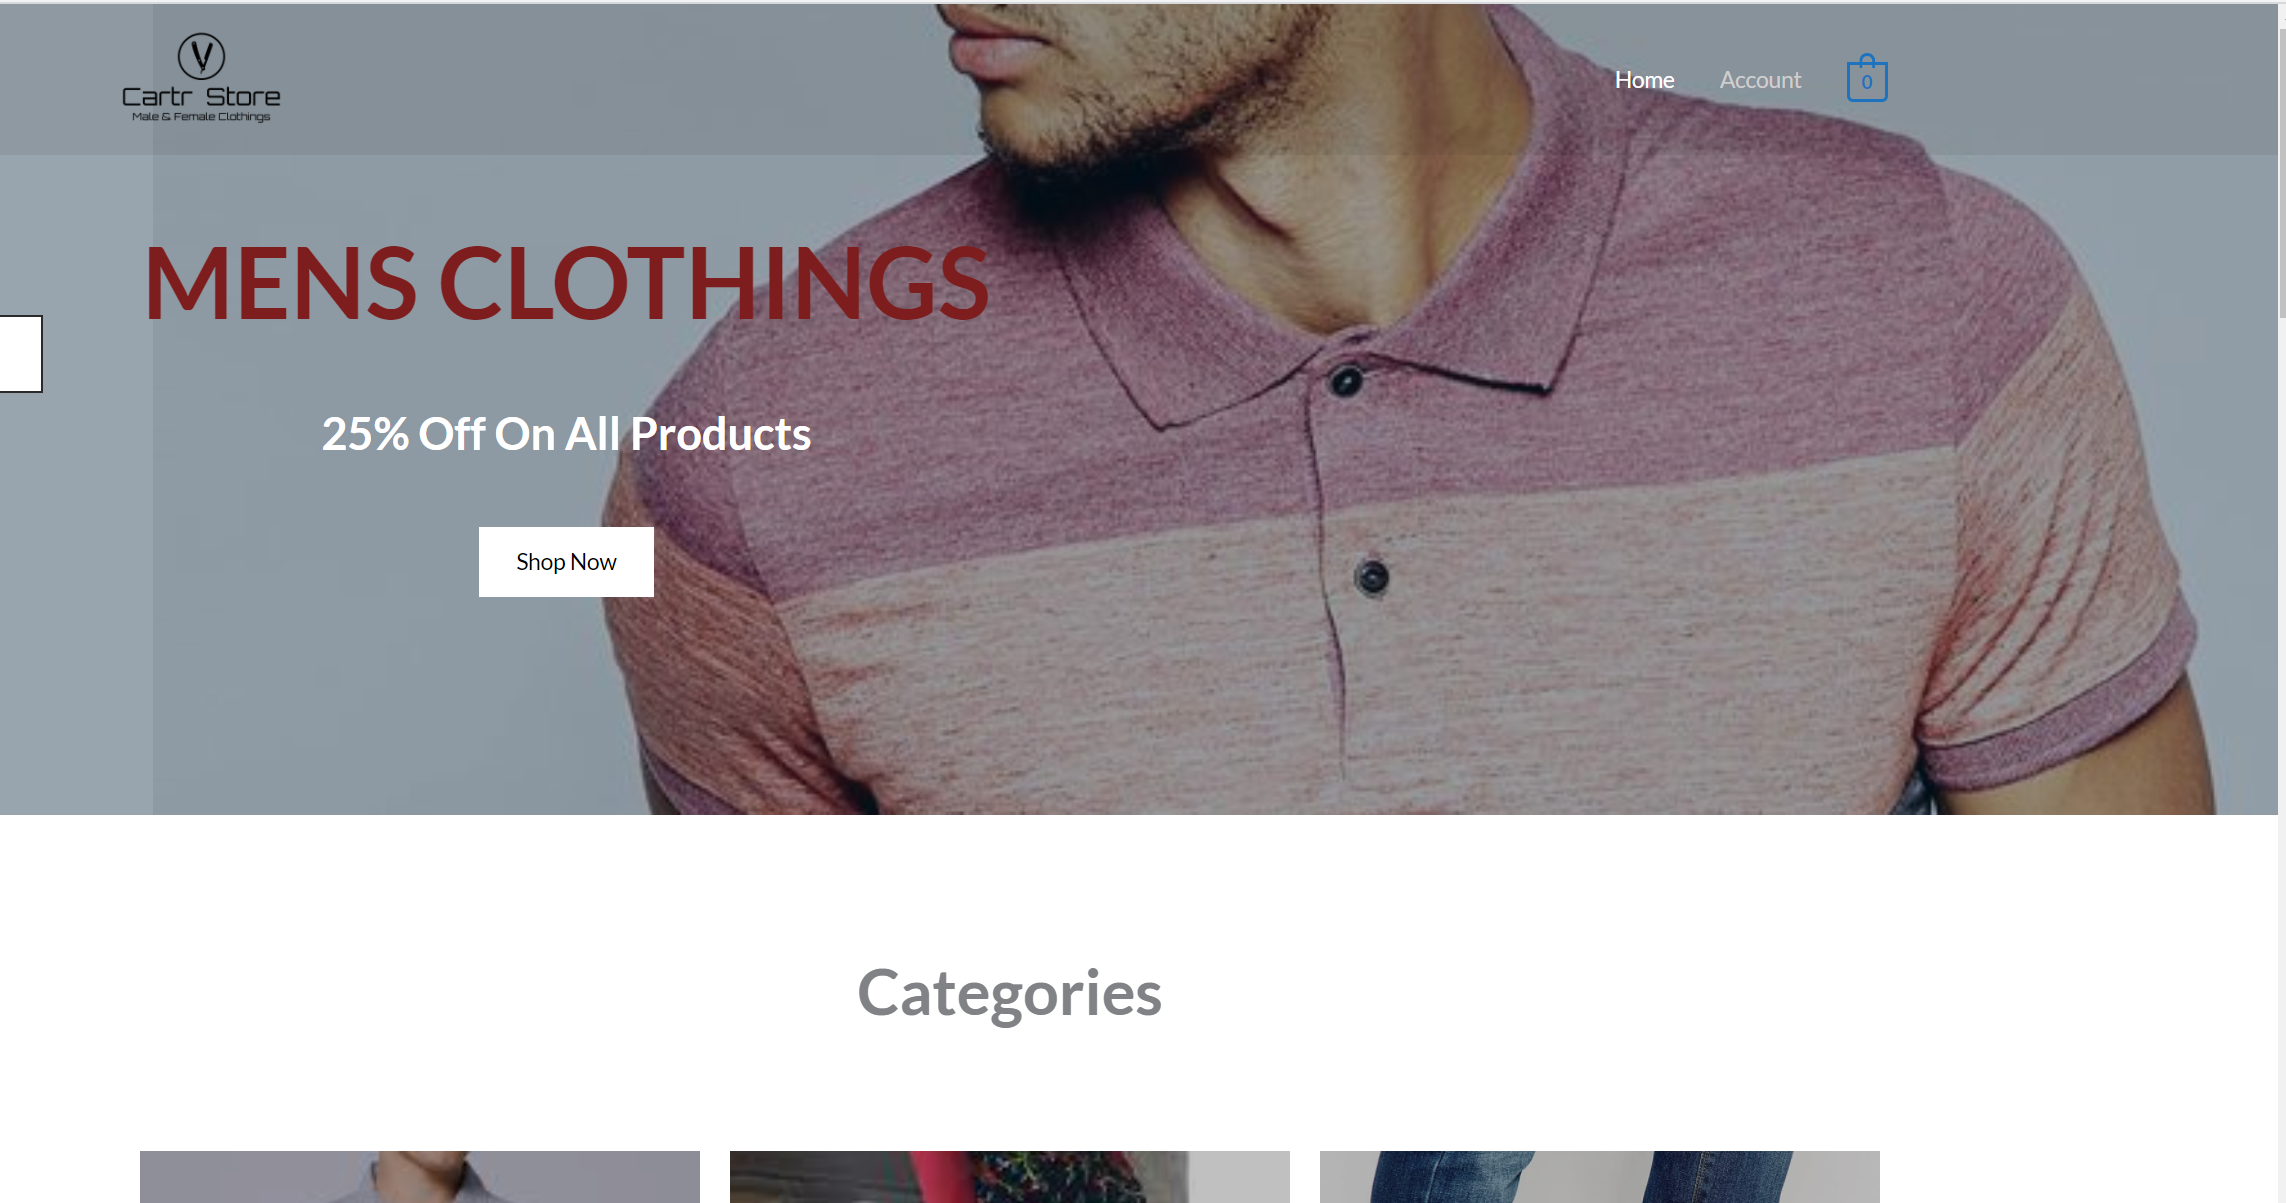 Cartr Store
Male & Female Clothings
Home
Account
0
MENS CLOTHINGS
25% Off On All Products
Shop Now
Categories